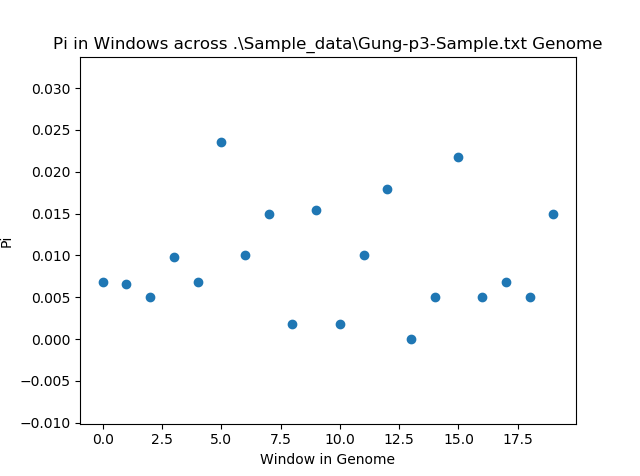 Pi in Windows across .\Sample_data\Gung-p3-Sample.txt Genome
0.030
0.025
0.020
0.015
0.010
0.005
0.000
−0.005
−0.010
Pi
0.0 2.5 5.0 7.5 10.0 12.5 15.0 17.5
Window in Genome